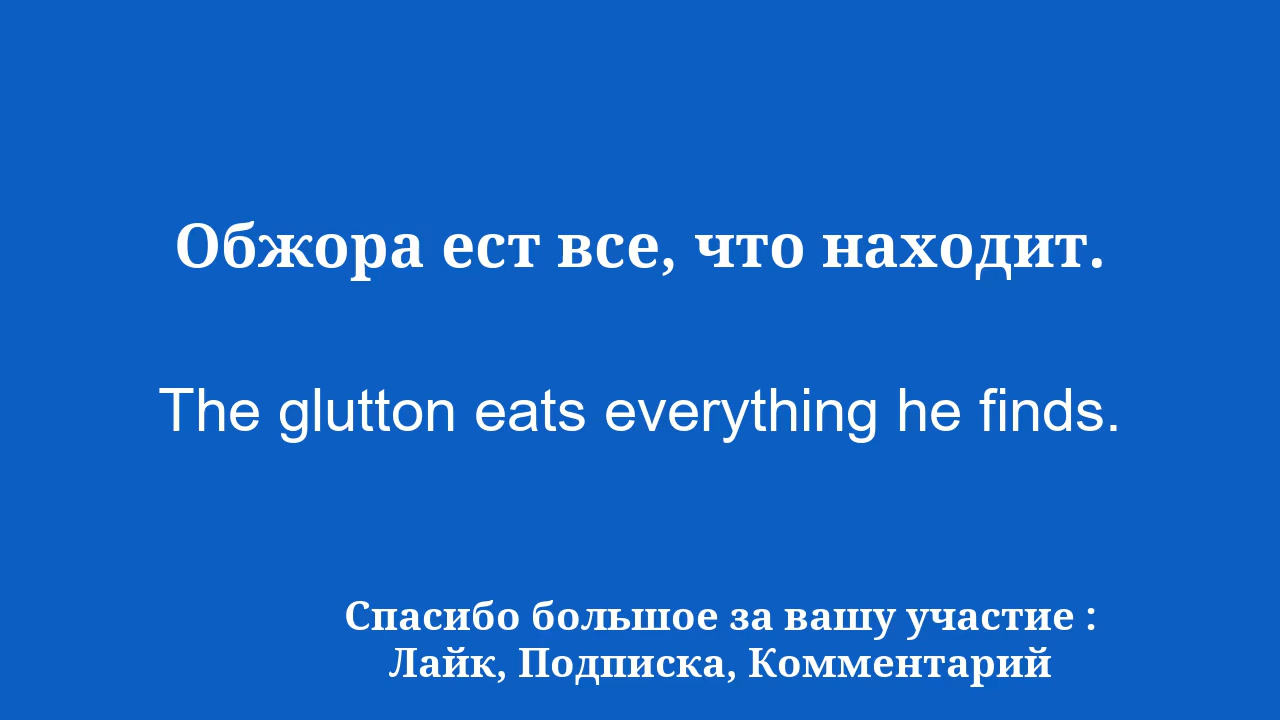 Обжора ест все, что находит.
The glutton eats everything he finds.
Спасибо большое за вашу участие :
Лайк, Подписка, Комментарий